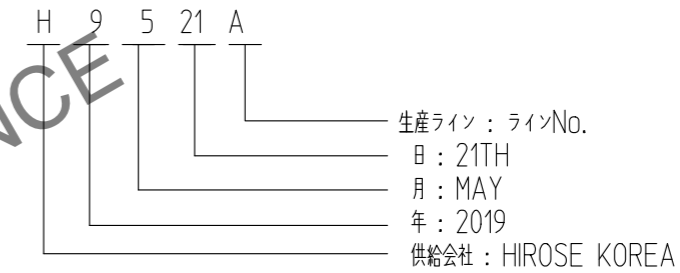 H 9 5 21 A
生産ライン : ラインNo.
日 : 21TH
月 : MAY
年 : 2019
供給会社 : HIROSE KOREA
NCE